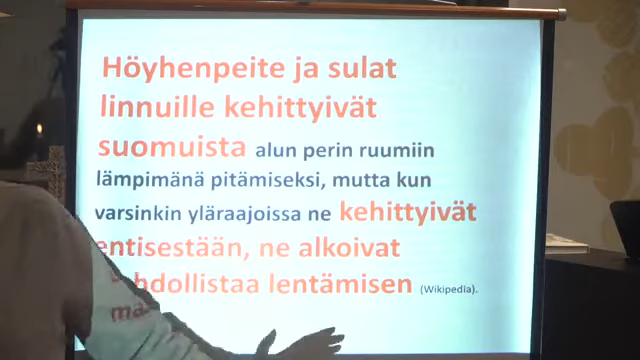 Höyhenpeite ja sulat
linnuille kehittyivät
suomuista alun perin ruumiin
lämpimänä pitämiseksi, mutta kun
varsinkin yläraajoissa ne kehittyivät
entisestään, ne alkoivat
lentämisen (Wikipedia).